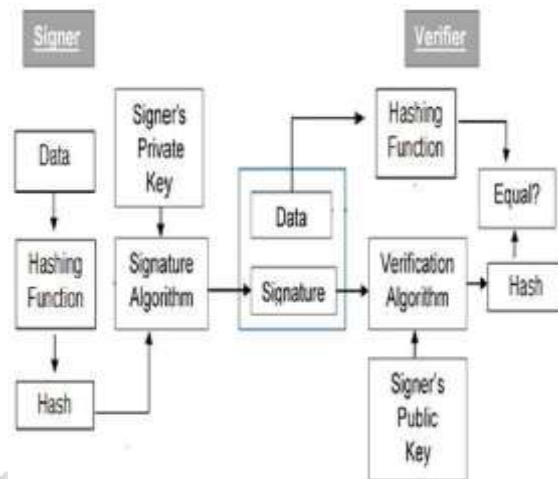 Signer
Verifier
Data
Hashing
Function
Hash
Signer's
Private
Key
Signature
Algorithm
Data
Signature
Hashing
Function
Equal?
Verification
Algorithm
Hash
Signer's
Public
Key